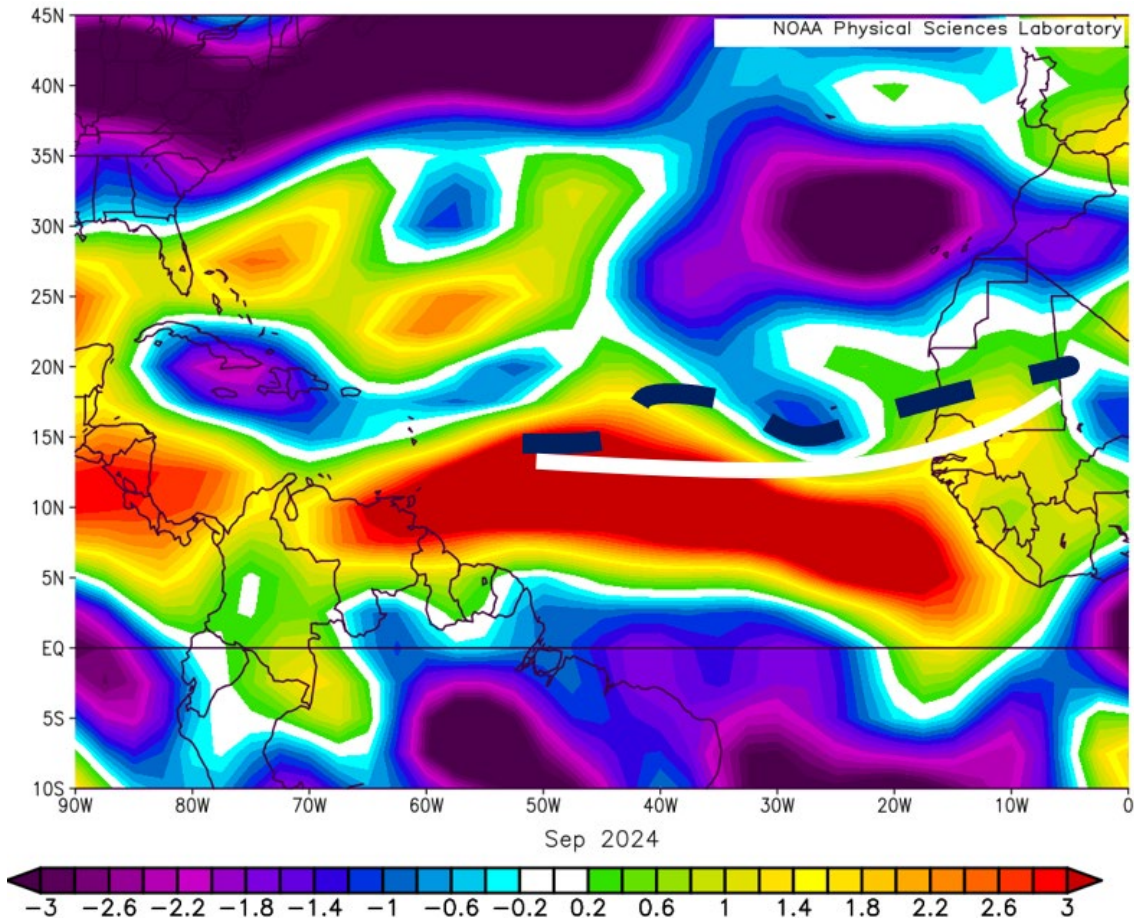 45N
NOAA Physical Sciences Laboratory
40N
35N
30N
25N
20N
15N
10N
5N
EQ
5S
10S
90W 80W 70W 60W 50W 40W 30W 20W 10W 0
Sep 2024
−3 −2.6 −2.2 −1.8 −1.4 −1 −0.6 −0.2 0.2 0.6 1 1.4 1.8 2.2 2.6 3